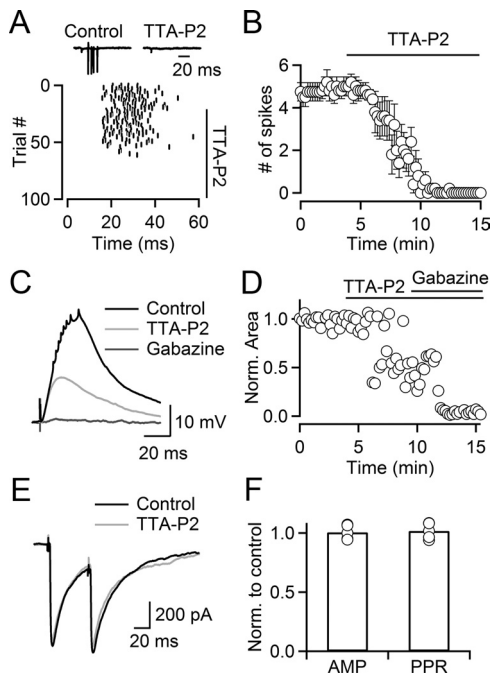 A
Control
TTA-P2
20 ms
0
50
100
Trial #
TTA-P2
0
20
40
60
Time (ms)
B
TTA-P2
6
4
2
0
# of spikes
0
5
10
15
Time (min)
C
Control
TTA-P2
Gabazine
10 mV
20 ms
D
Gabazine
TTA-P2
1.0
0.5
0.0
Norm. Area
0
5
10
15
Time (min)
E
Control
TTA-P2
200 pA
20 ms
F
1.0
0.5
0.0
Norm. to control
AMP
PPR